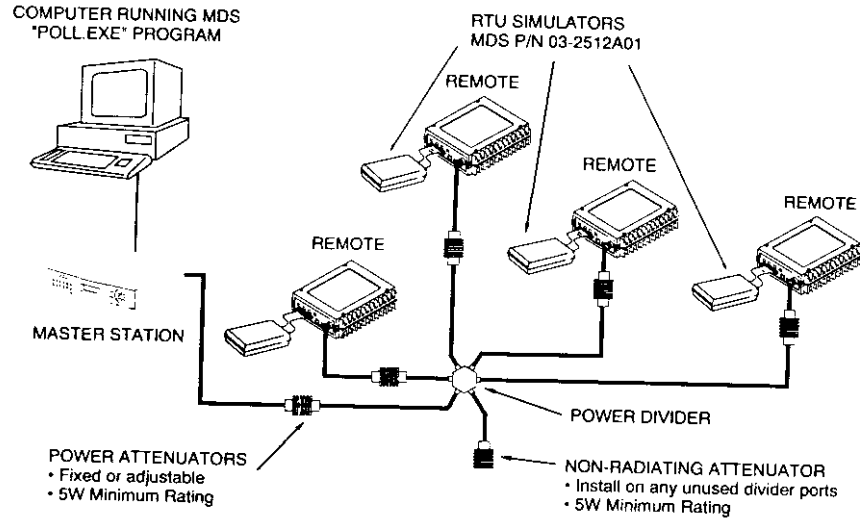 COMPUTER RUNNING MDS
"POLL.EXE" PROGRAM
RTU SIMULATORS
MDS P/N 03-2512A01
REMOTE
REMOTE
REMOTE
REMOTE
MASTER STATION
POWER DIVIDER
POWER ATTENUATORS
• Fixed or adjustable
• 5W Minimum Rating
NON-RADIATING ATTENUATOR
• Install on any unused divider ports
• 5W Minimum Rating